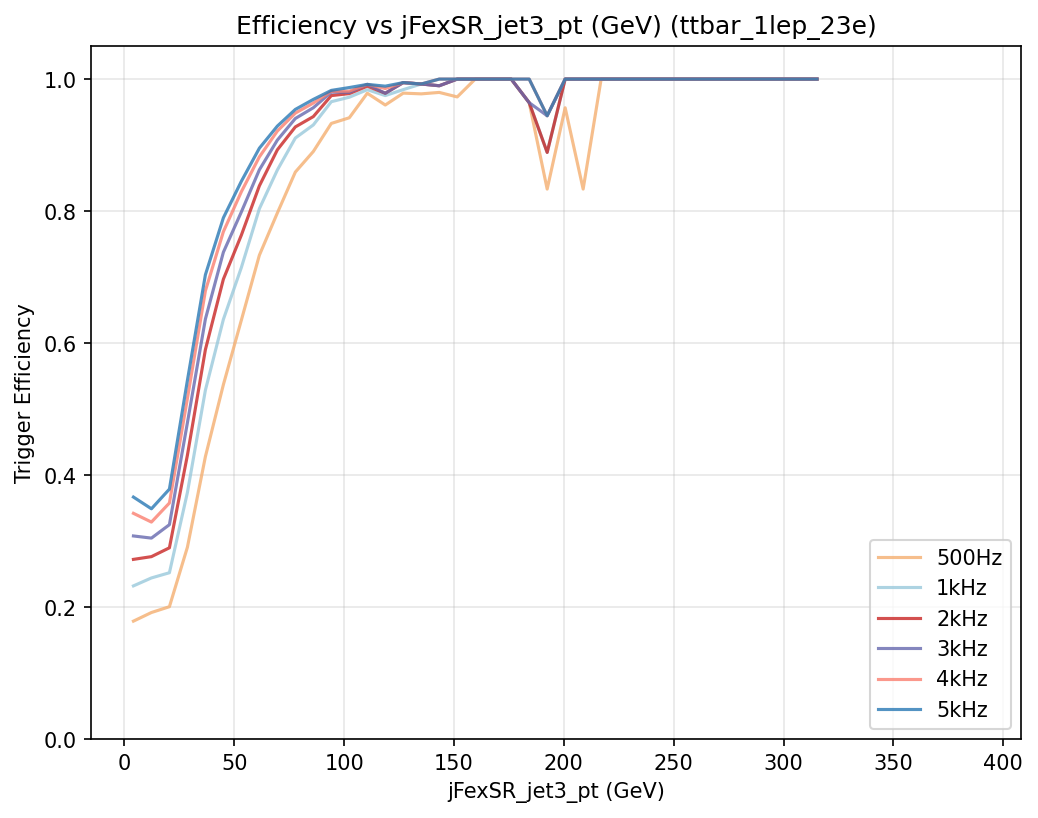 Efficiency vs jFexSR_jet3_pt (GeV) (ttbar_1lep_23e)
Trigger Efficiency
1.0
0.8
0.6
0.4
0.2
0.0
500Hz
1kHz
2kHz
3kHz
4kHz
5kHz
0 50 100 150 200 250 300 350 400
jFexSR_jet3_pt (GeV)